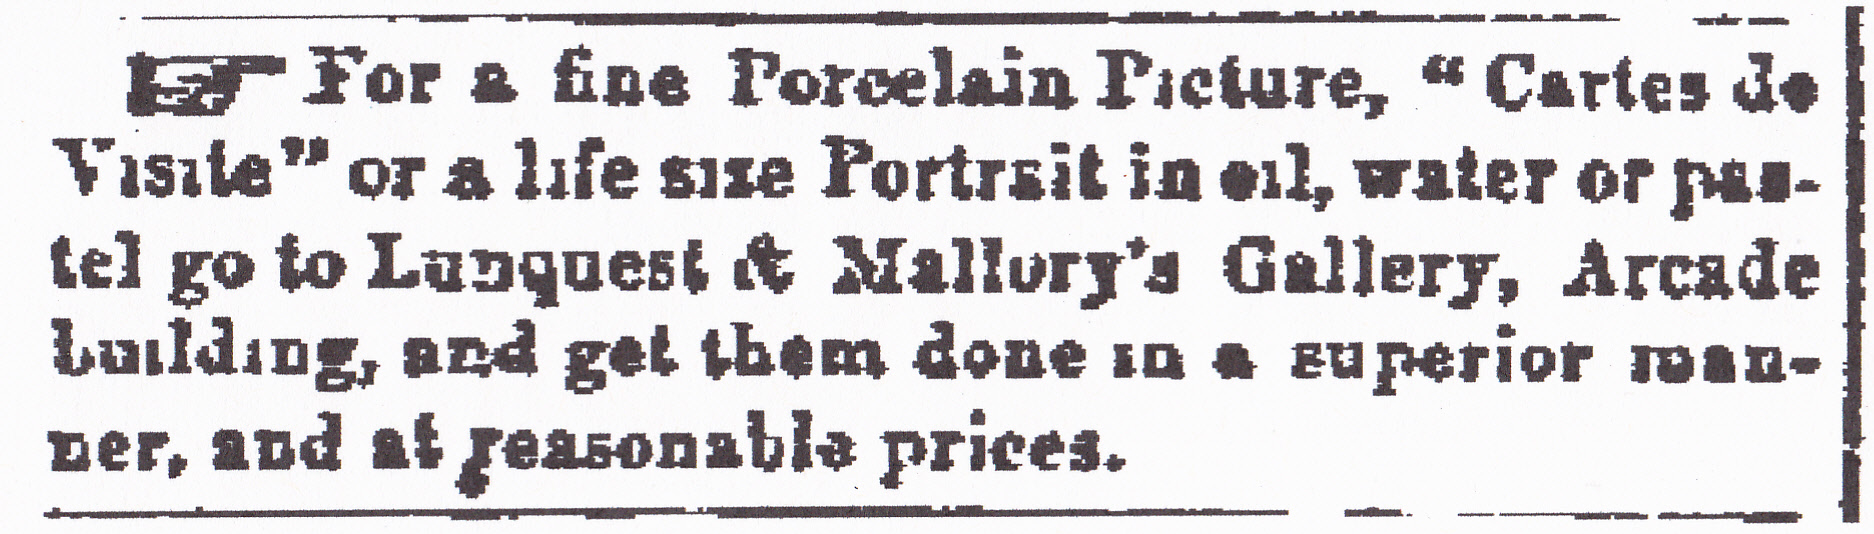 ☞ For a fine Porcelain Picture, “Cartes de
Visite” or a life size Portrait in oil, water or pas-
tel go to Lunquest & Mallory's Gallery, Arcade
building, and get them done in a superior man-
ner, and at reasonable prices.